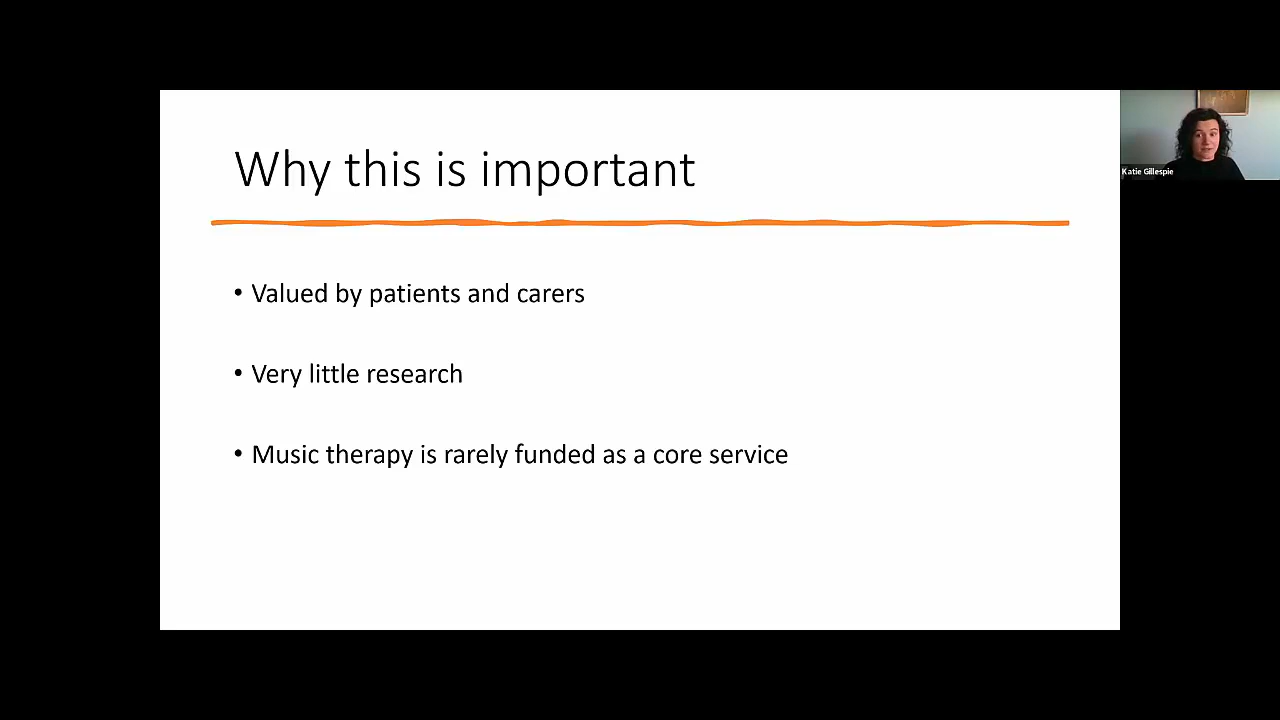 Why this is important
• Valued by patients and carers
• Very little research
• Music therapy is rarely funded as a core service
Katie Gillespie